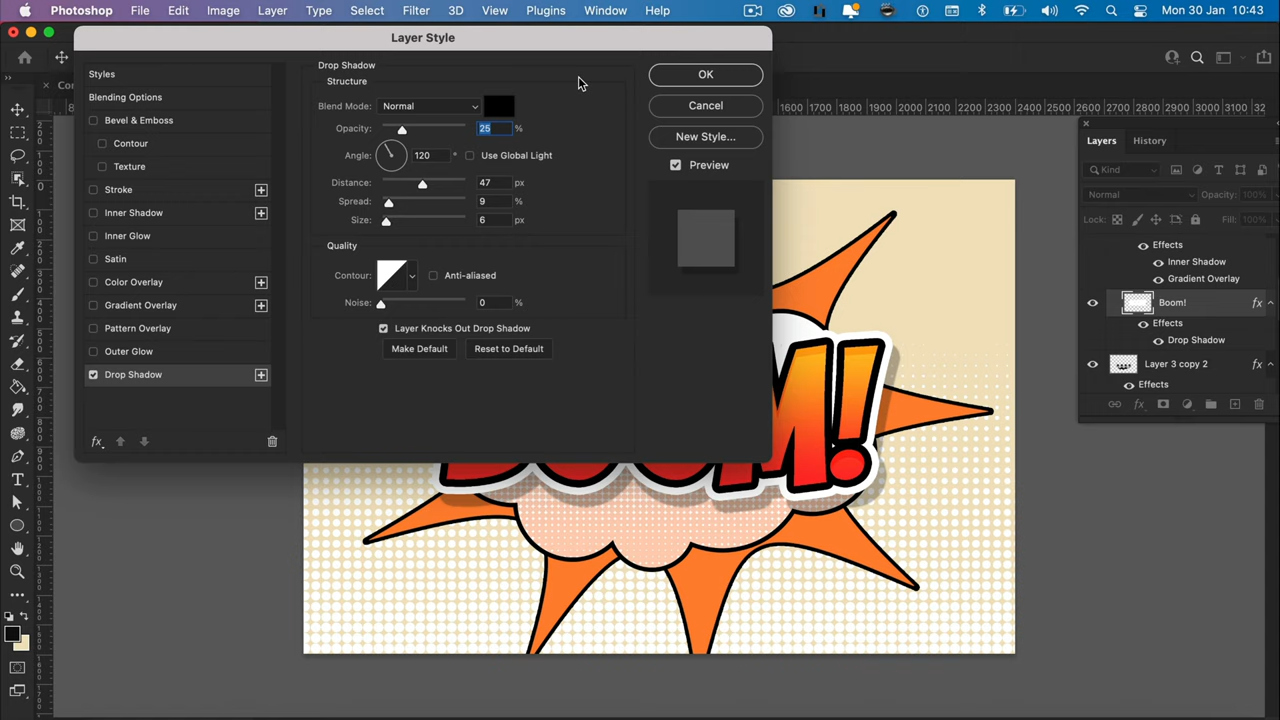 Photoshop File Edit Image Layer Type Select Filter 3D View Plugins Window Help Mon 30 Jan 10:43
Layer Style
Styles
Blending Options
Bevel & Emboss
Contour
Texture
Stroke
Inner Shadow
Inner Glow
Satin
Color Overlay
Gradient Overlay
Pattern Overlay
Outer Glow
Drop Shadow
fx
Drop Shadow
Structure
Blend Mode: Normal
Opacity: 25 %
Angle: 120 ° Use Global Light
Distance: 47 px
Spread: 9 %
Size: 6 px
Quality
Contour: Anti-aliased
Noise: 0 %
Layer Knocks Out Drop Shadow
Make Default Reset to Default
OK
Cancel
New Style...
Preview
1600 1700 1800 1900 2000 2100 2200 2300 2400 2500 2600 2700 2800 2900 3000 3100 32
Layers History
Kind
Normal Opacity: 100%
Lock: Fill: 100%
Effects
Inner Shadow
Gradient Overlay
Boom! fx
Effects
Drop Shadow
Layer 3 copy 2 fx
Effects
fx
M!